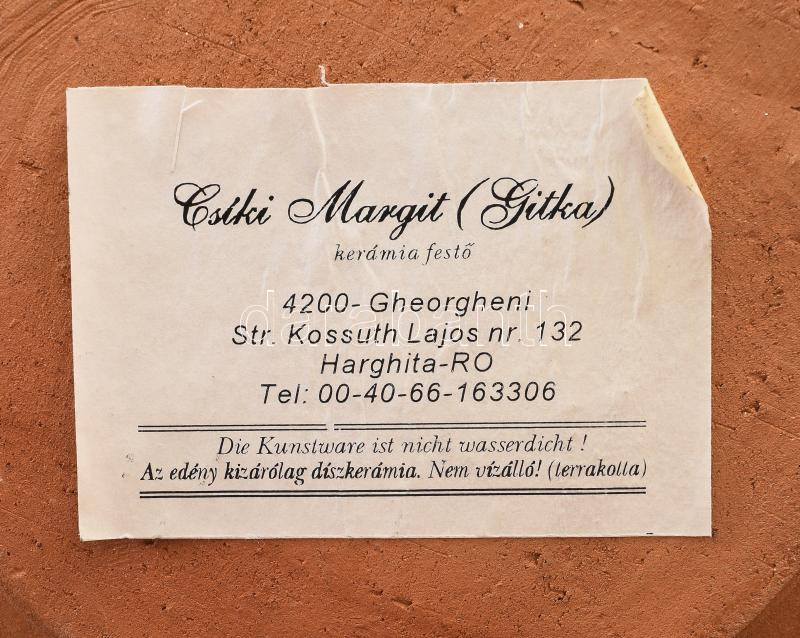 Csíki Margit (Gitka)
kerámia festő
4200- Gheorgheni
Str. Kossuth Lajos nr. 132
Harghita-RO
Tel: 00-40-66-163306
Die Kunstware ist nicht wasserdicht !
Az edény kizárólag díszkerámia. Nem vízálló! (terrakotta)
darabanth